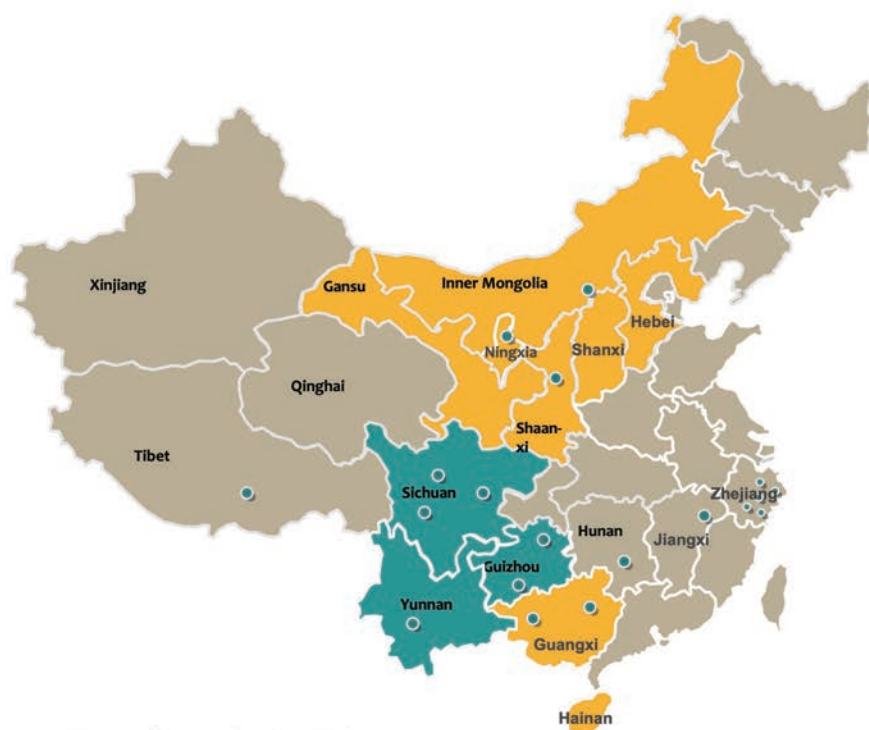 Xinjiang
Gansu
Inner Mongolia
Hebei
Ningxia
Shanxi
Qinghai
Shaan-
xi
Tibet
Sichuan
Zhejiang
Hunan
Jiangxi
Guizhou
Yunnan
Guangxi
Hainan